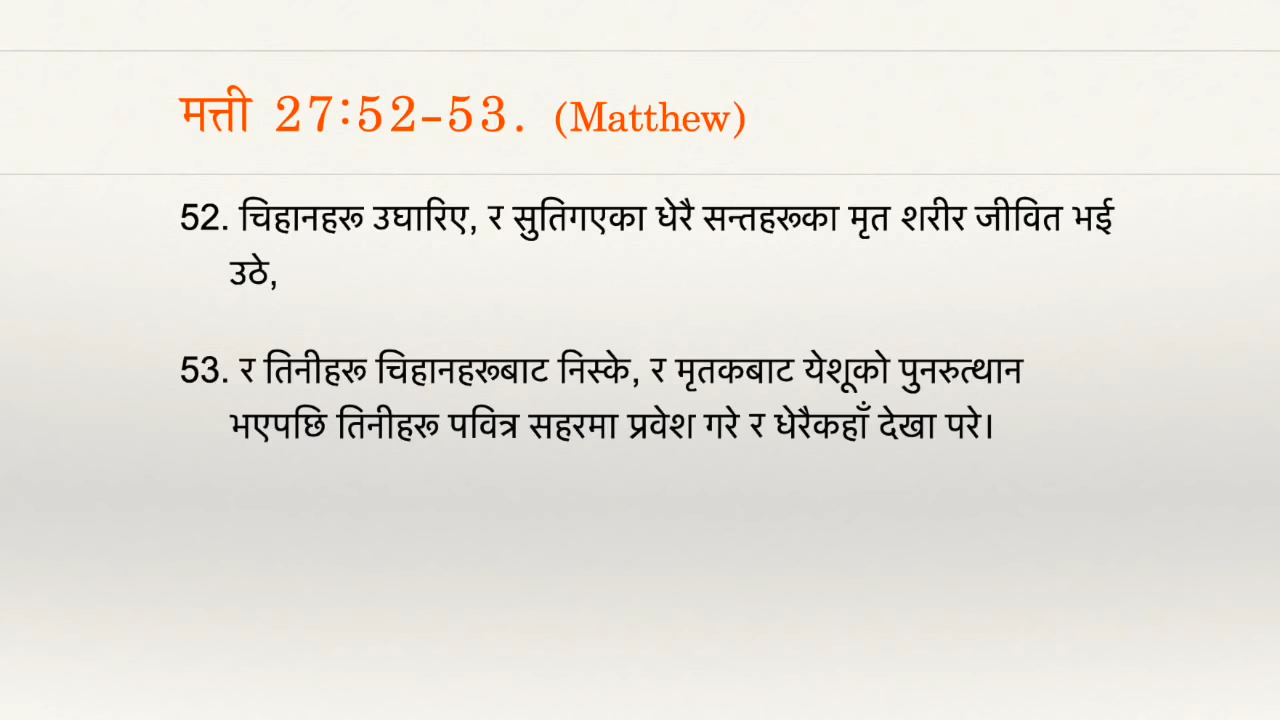 मत्ती 27:52-53. (Matthew)
52. चिहानहरू उघारिए, र सुतिगएका धेरै सन्तहरूका मृत शरीर जीवित भई
उठे,
53. र तिनीहरू चिहानहरूबाट निस्के, र मृतकबाट येशूको पुनरुत्थान
भएपछि तिनीहरू पवित्र सहरमा प्रवेश गरे र धेरैकहाँ देखा परे।